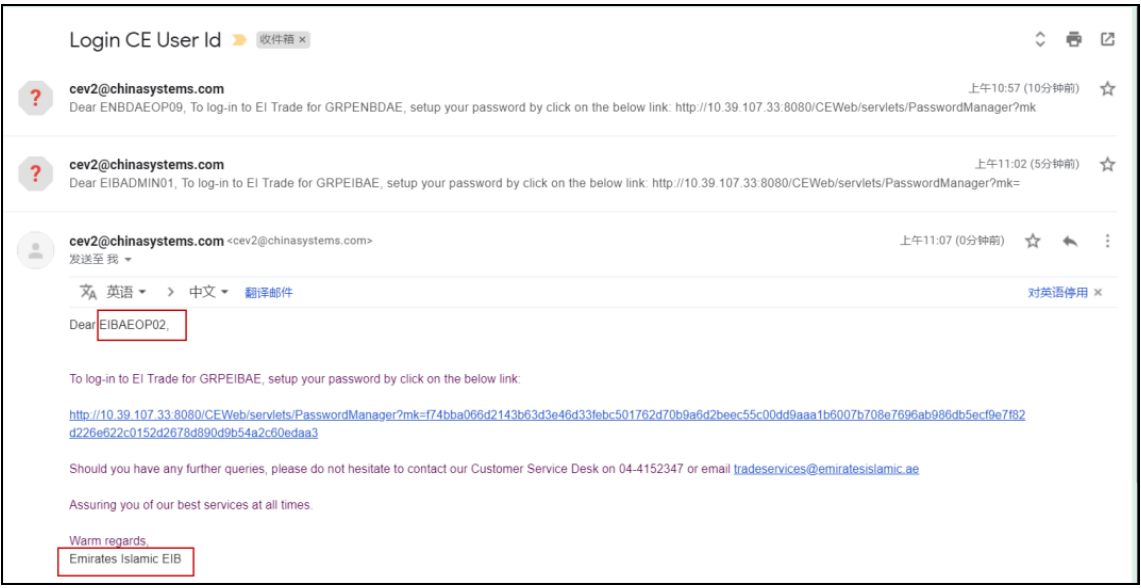 Login CE User Id 收件箱 ×
cev2@chinasystems.com 上午10:57 (10分钟前)
Dear ENBDAEOP09, To log-in to EI Trade for GRPENBDAE, setup your password by click on the below link: http://10.39.107.33:8080/CEWeb/servlets/PasswordManager?mk
cev2@chinasystems.com 上午11:02 (5分钟前)
Dear EIBADMIN01, To log-in to EI Trade for GRPEIBAE, setup your password by click on the below link: http://10.39.107.33:8080/CEWeb/servlets/PasswordManager?mk=
cev2@chinasystems.com <cev2@chinasystems.com> 上午11:07 (0分钟前)
发送至 我
英语 > 中文 翻译邮件 对英语停用 ×
Dear EIBAEOP02,
To log-in to EI Trade for GRPEIBAE, setup your password by click on the below link:
http://10.39.107.33:8080/CEWeb/servlets/PasswordManager?mk=f74bba066d2143b63d3e46d33febc501762d70b9a6d2beec55c00dd9aaa1b6007b708e7696ab986db5ecf9e7f82
d226e622c0152d2678d890d9b54a2c60edaa3
Should you have any further queries, please do not hesitate to contact our Customer Service Desk on 04-4152347 or email tradeservices@emiratesislamic.ae
Assuring you of our best services at all times.
Warm regards,
Emirates Islamic EIB